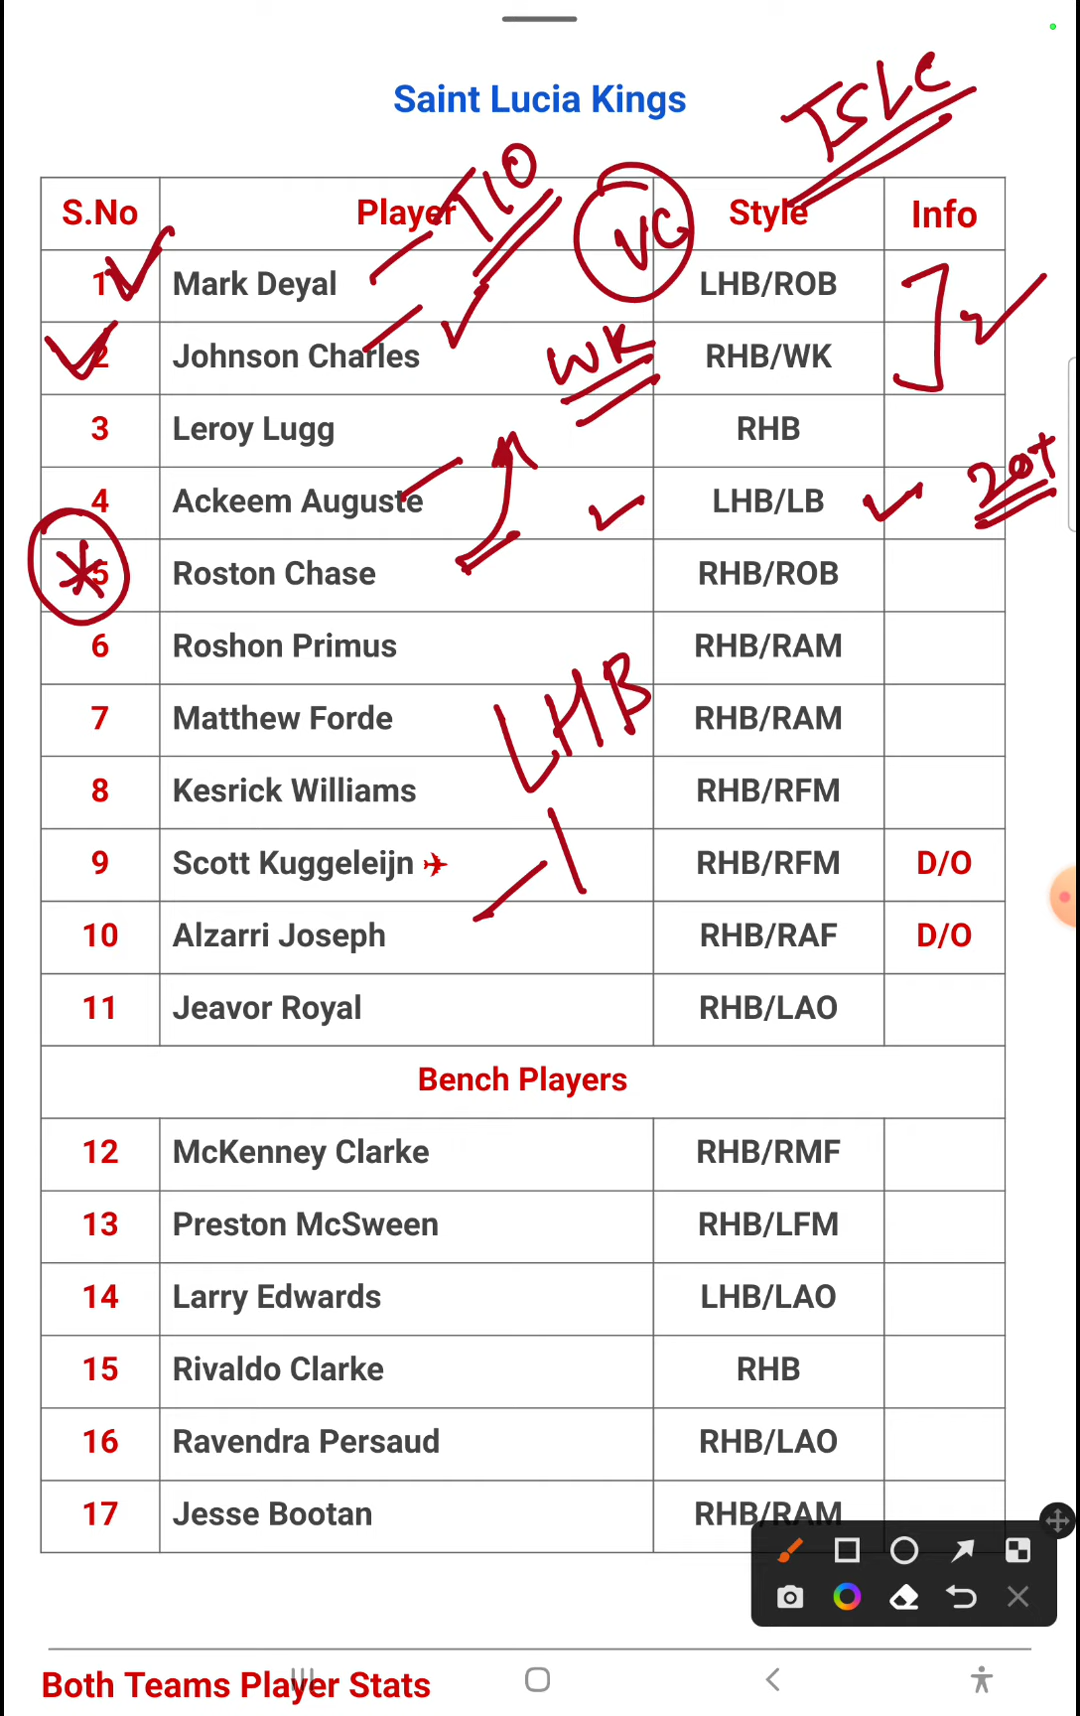 Saint Lucia Kings
ISLC
T10
VC
S.No Player Style Info
1 Mark Deyal LHB/ROB
2 Johnson Charles WK RHB/WK
3 Leroy Lugg RHB
4 Ackeem Auguste LHB/LB
5 Roston Chase RHB/ROB
6 Roshon Primus RHB/RAM
LHB
7 Matthew Forde RHB/RAM
8 Kesrick Williams RHB/RFM
9 Scott Kuggeleijn ✈ RHB/RFM D/O
10 Alzarri Joseph RHB/RAF D/O
11 Jeavor Royal RHB/LAO
Bench Players
12 McKenney Clarke RHB/RMF
13 Preston McSween RHB/LFM
14 Larry Edwards LHB/LAO
15 Rivaldo Clarke RHB
16 Ravendra Persaud RHB/LAO
17 Jesse Bootan RHB/RAM
Both Teams Player Stats